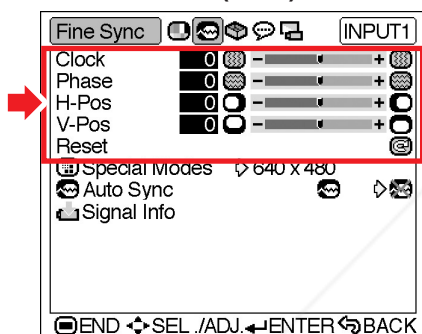 Fine Sync INPUT1
Clock 0 - +
Phase 0 - +
H-Pos 0 - +
V-Pos 0 - +
Reset
Special Modes 640 x 480
Auto Sync
Signal Info
END SEL./ADJ. ENTER BACK